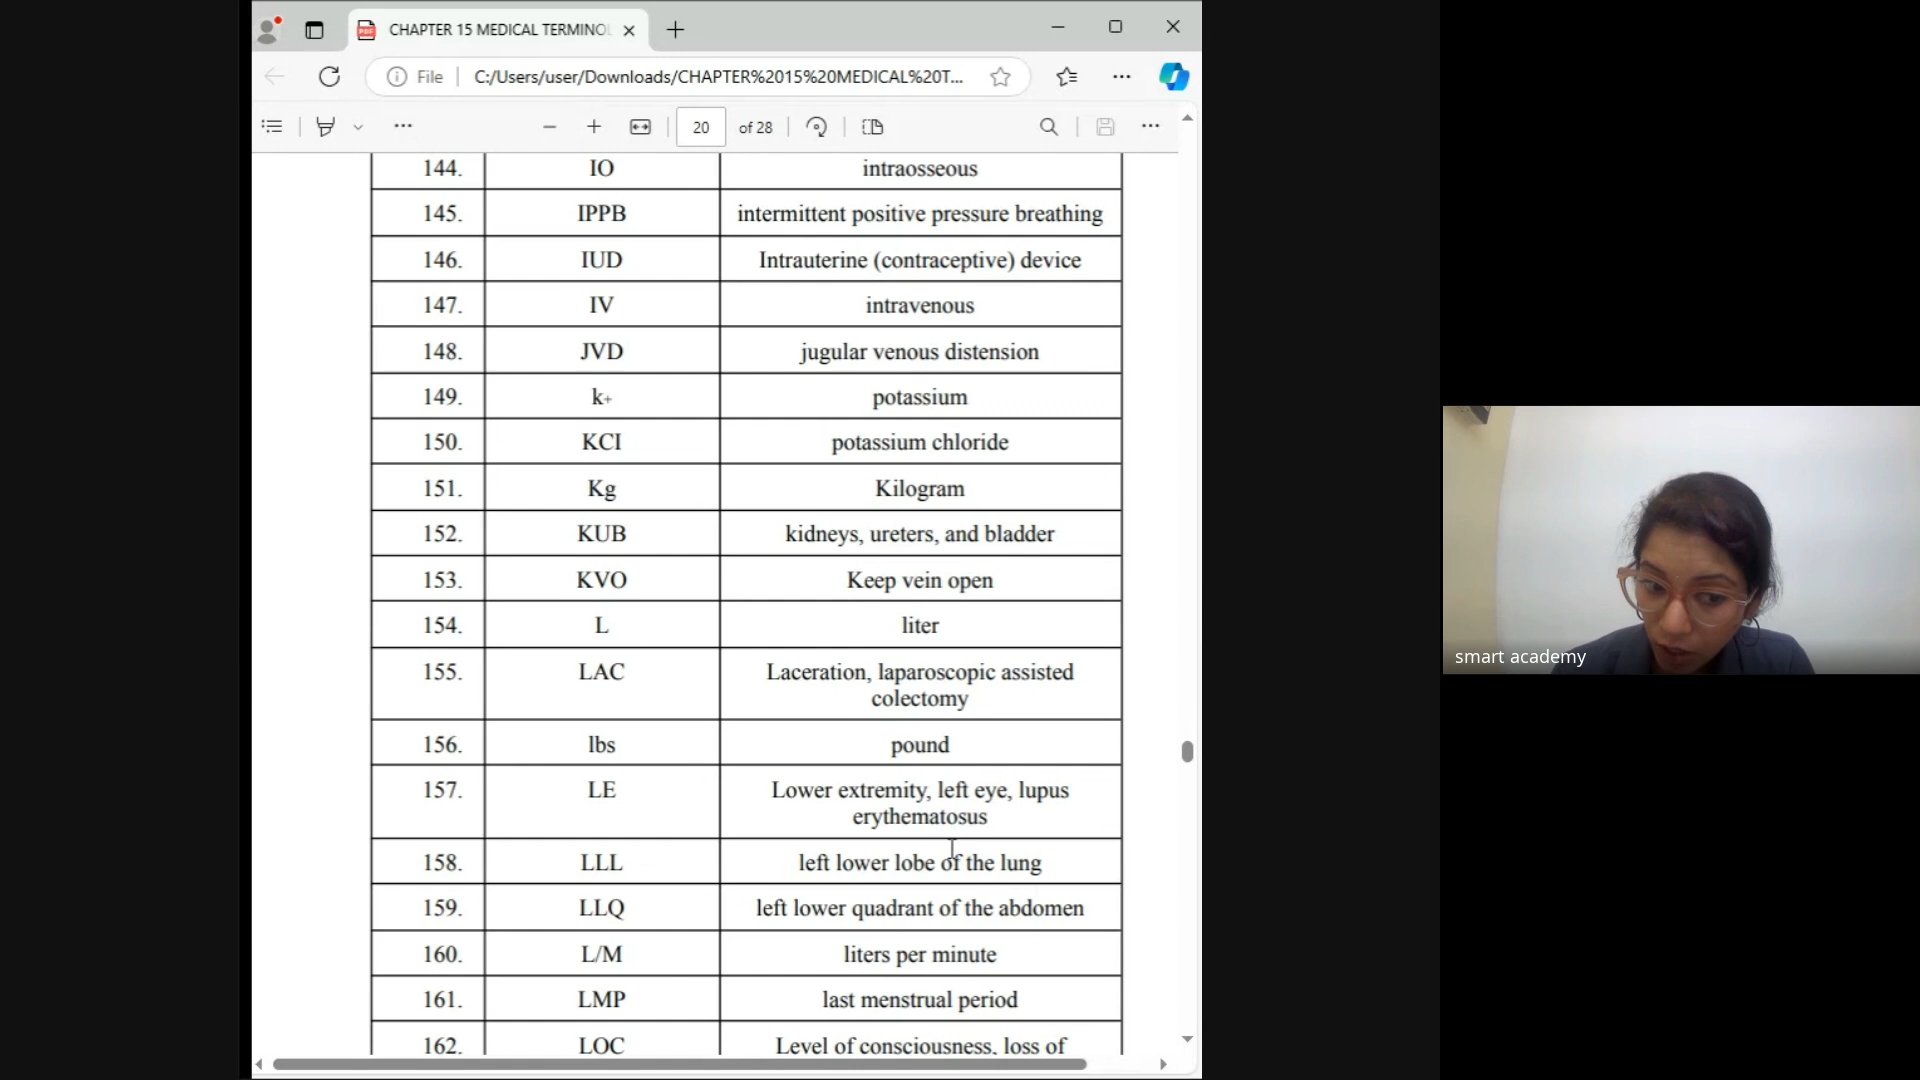 CHAPTER 15 MEDICAL TERMINOL
File C:/Users/user/Downloads/CHAPTER%2015%20MEDICAL%20T...
20 of 28
144. IO intraosseous
145. IPPB intermittent positive pressure breathing
146. IUD Intrauterine (contraceptive) device
147. IV intravenous
148. JVD jugular venous distension
149. k+ potassium
150. KCI potassium chloride
151. Kg Kilogram
152. KUB kidneys, ureters, and bladder
153. KVO Keep vein open
154. L liter
155. LAC Laceration, laparoscopic assisted
colectomy
156. lbs pound
157. LE Lower extremity, left eye, lupus
erythematosus
158. LLL left lower lobe of the lung
159. LLQ left lower quadrant of the abdomen
160. L/M liters per minute
161. LMP last menstrual period
162. LOC Level of consciousness, loss of
smart academy